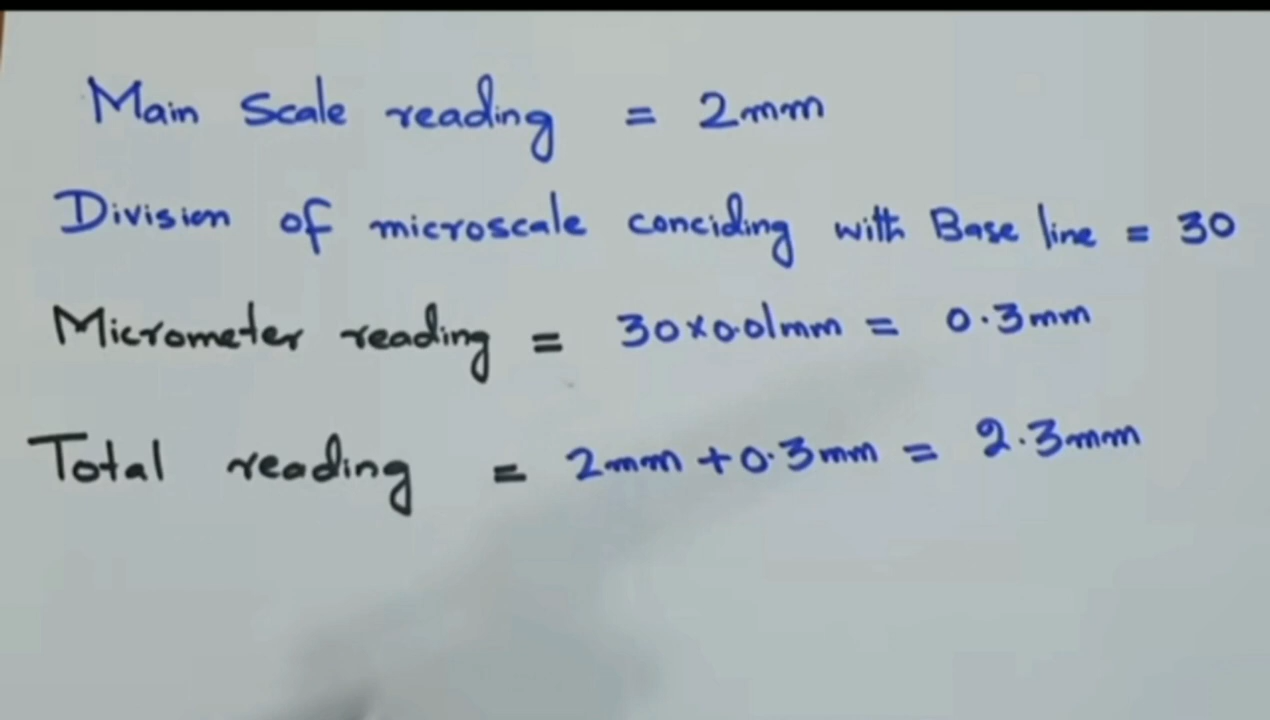 Main Scale reading = 2mm
Division of microscale conciding with Base line = 30
Micrometer reading = 30x0.01mm = 0.3mm
Total reading = 2mm + 0.3mm = 2.3mm